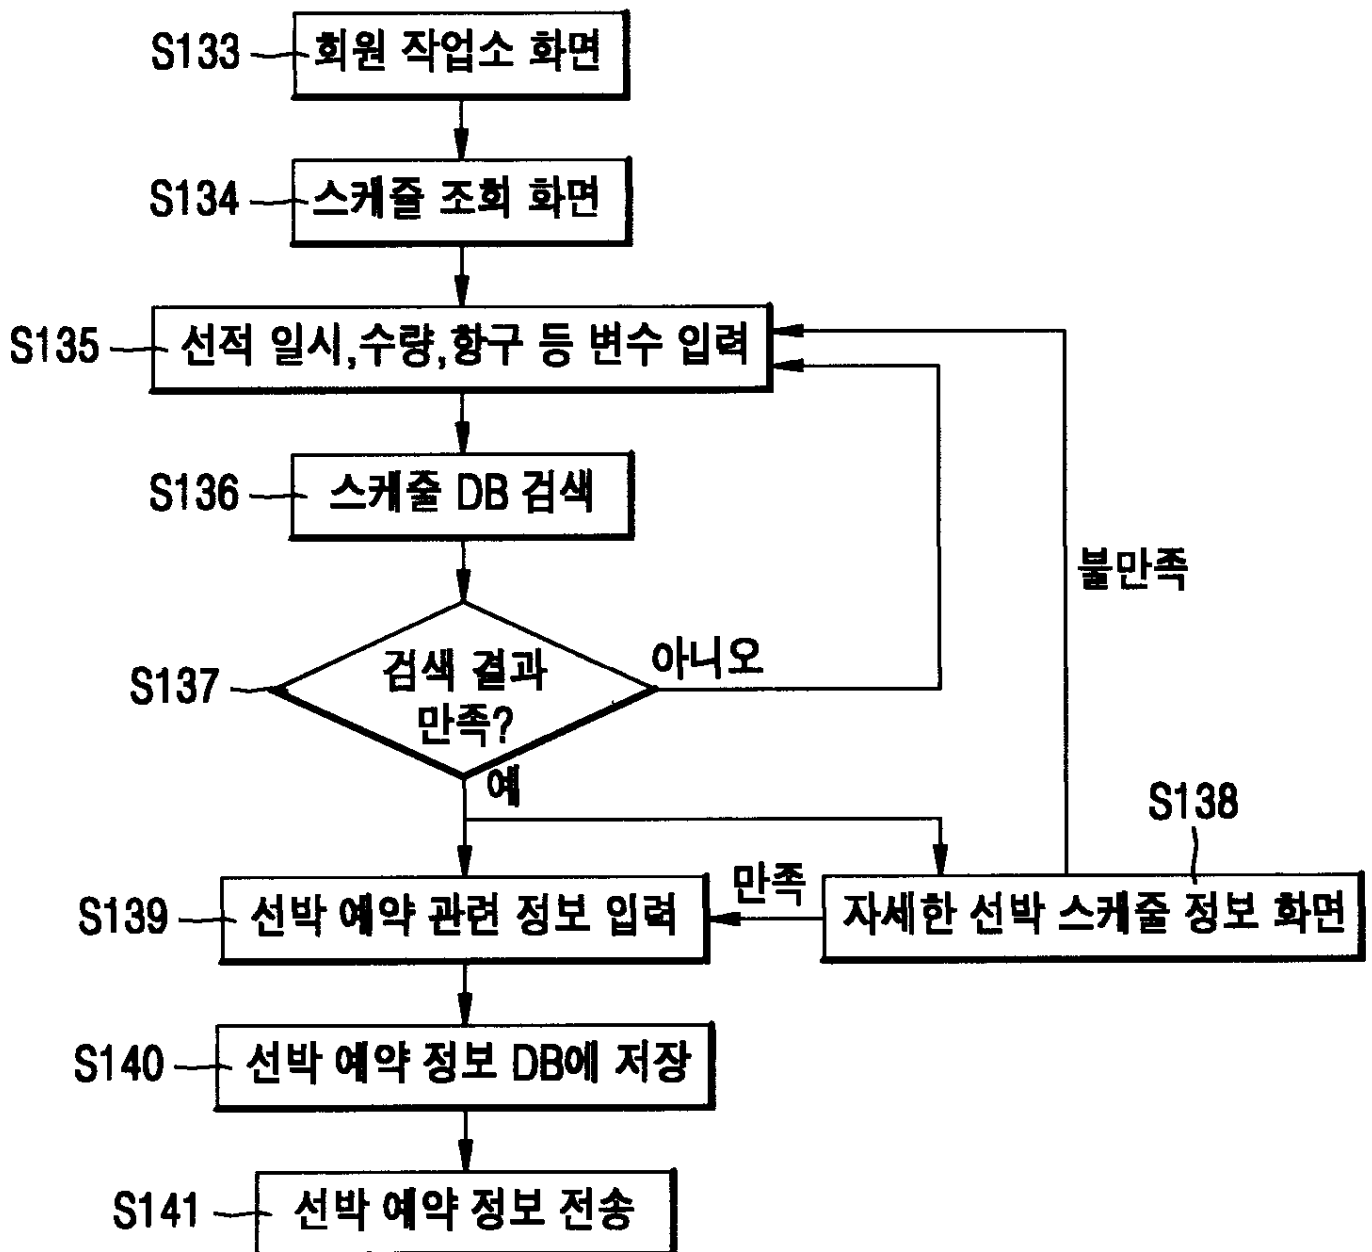 S133 회원 작업소 화면
S134 스케쥴 조회 화면
S135 선적 일시,수량,항구 등 변수 입력
S136 스케줄 DB 검색
불만족
S137 검색 결과
만족?
아니오
예
S138
만족
S139 선박 예약 관련 정보 입력
자세한 선박 스케줄 정보 화면
S140 선박 예약 정보 DB에 저장
S141 선박 예약 정보 전송